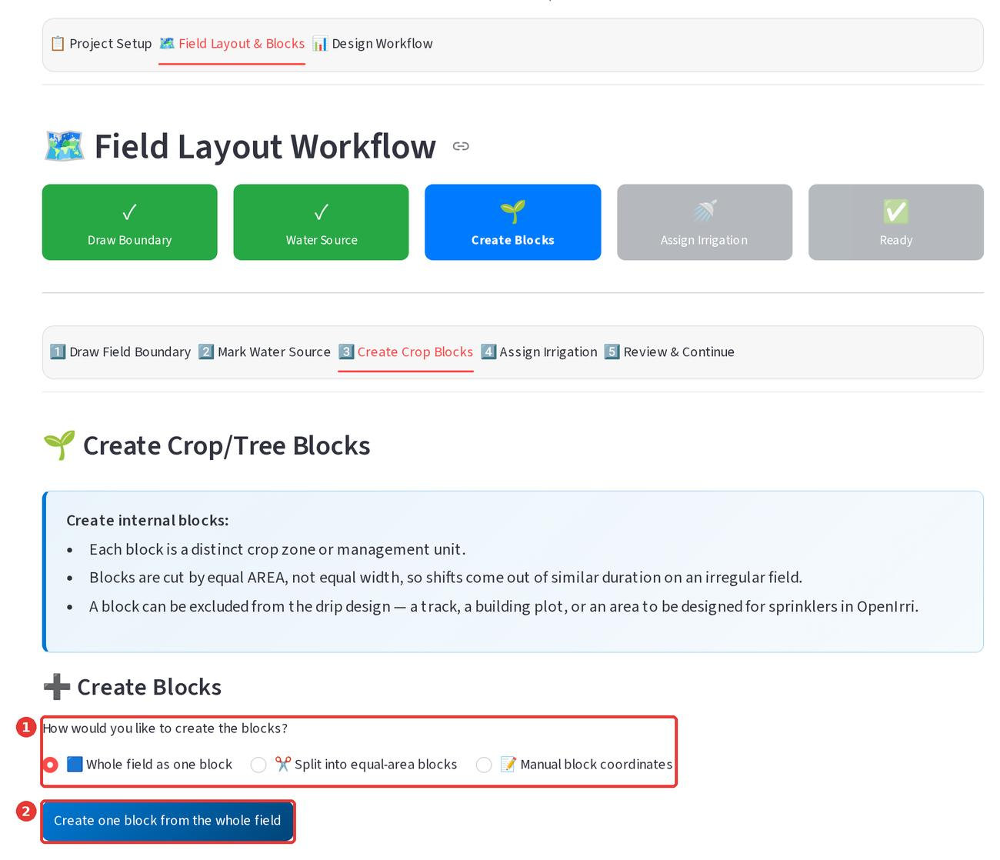 Project Setup Field Layout & Blocks Design Workflow
Field Layout Workflow
Draw Boundary Water Source Create Blocks Assign Irrigation Ready
1 Draw Field Boundary 2 Mark Water Source 3 Create Crop Blocks 4 Assign Irrigation 5 Review & Continue
Create Crop/Tree Blocks
Create internal blocks:
• Each block is a distinct crop zone or management unit.
• Blocks are cut by equal AREA, not equal width, so shifts come out of similar duration on an irregular field.
• A block can be excluded from the drip design — a track, a building plot, or an area to be designed for sprinklers in OpenIrri.
Create Blocks
1 How would you like to create the blocks?
Whole field as one block Split into equal-area blocks Manual block coordinates
2 Create one block from the whole field